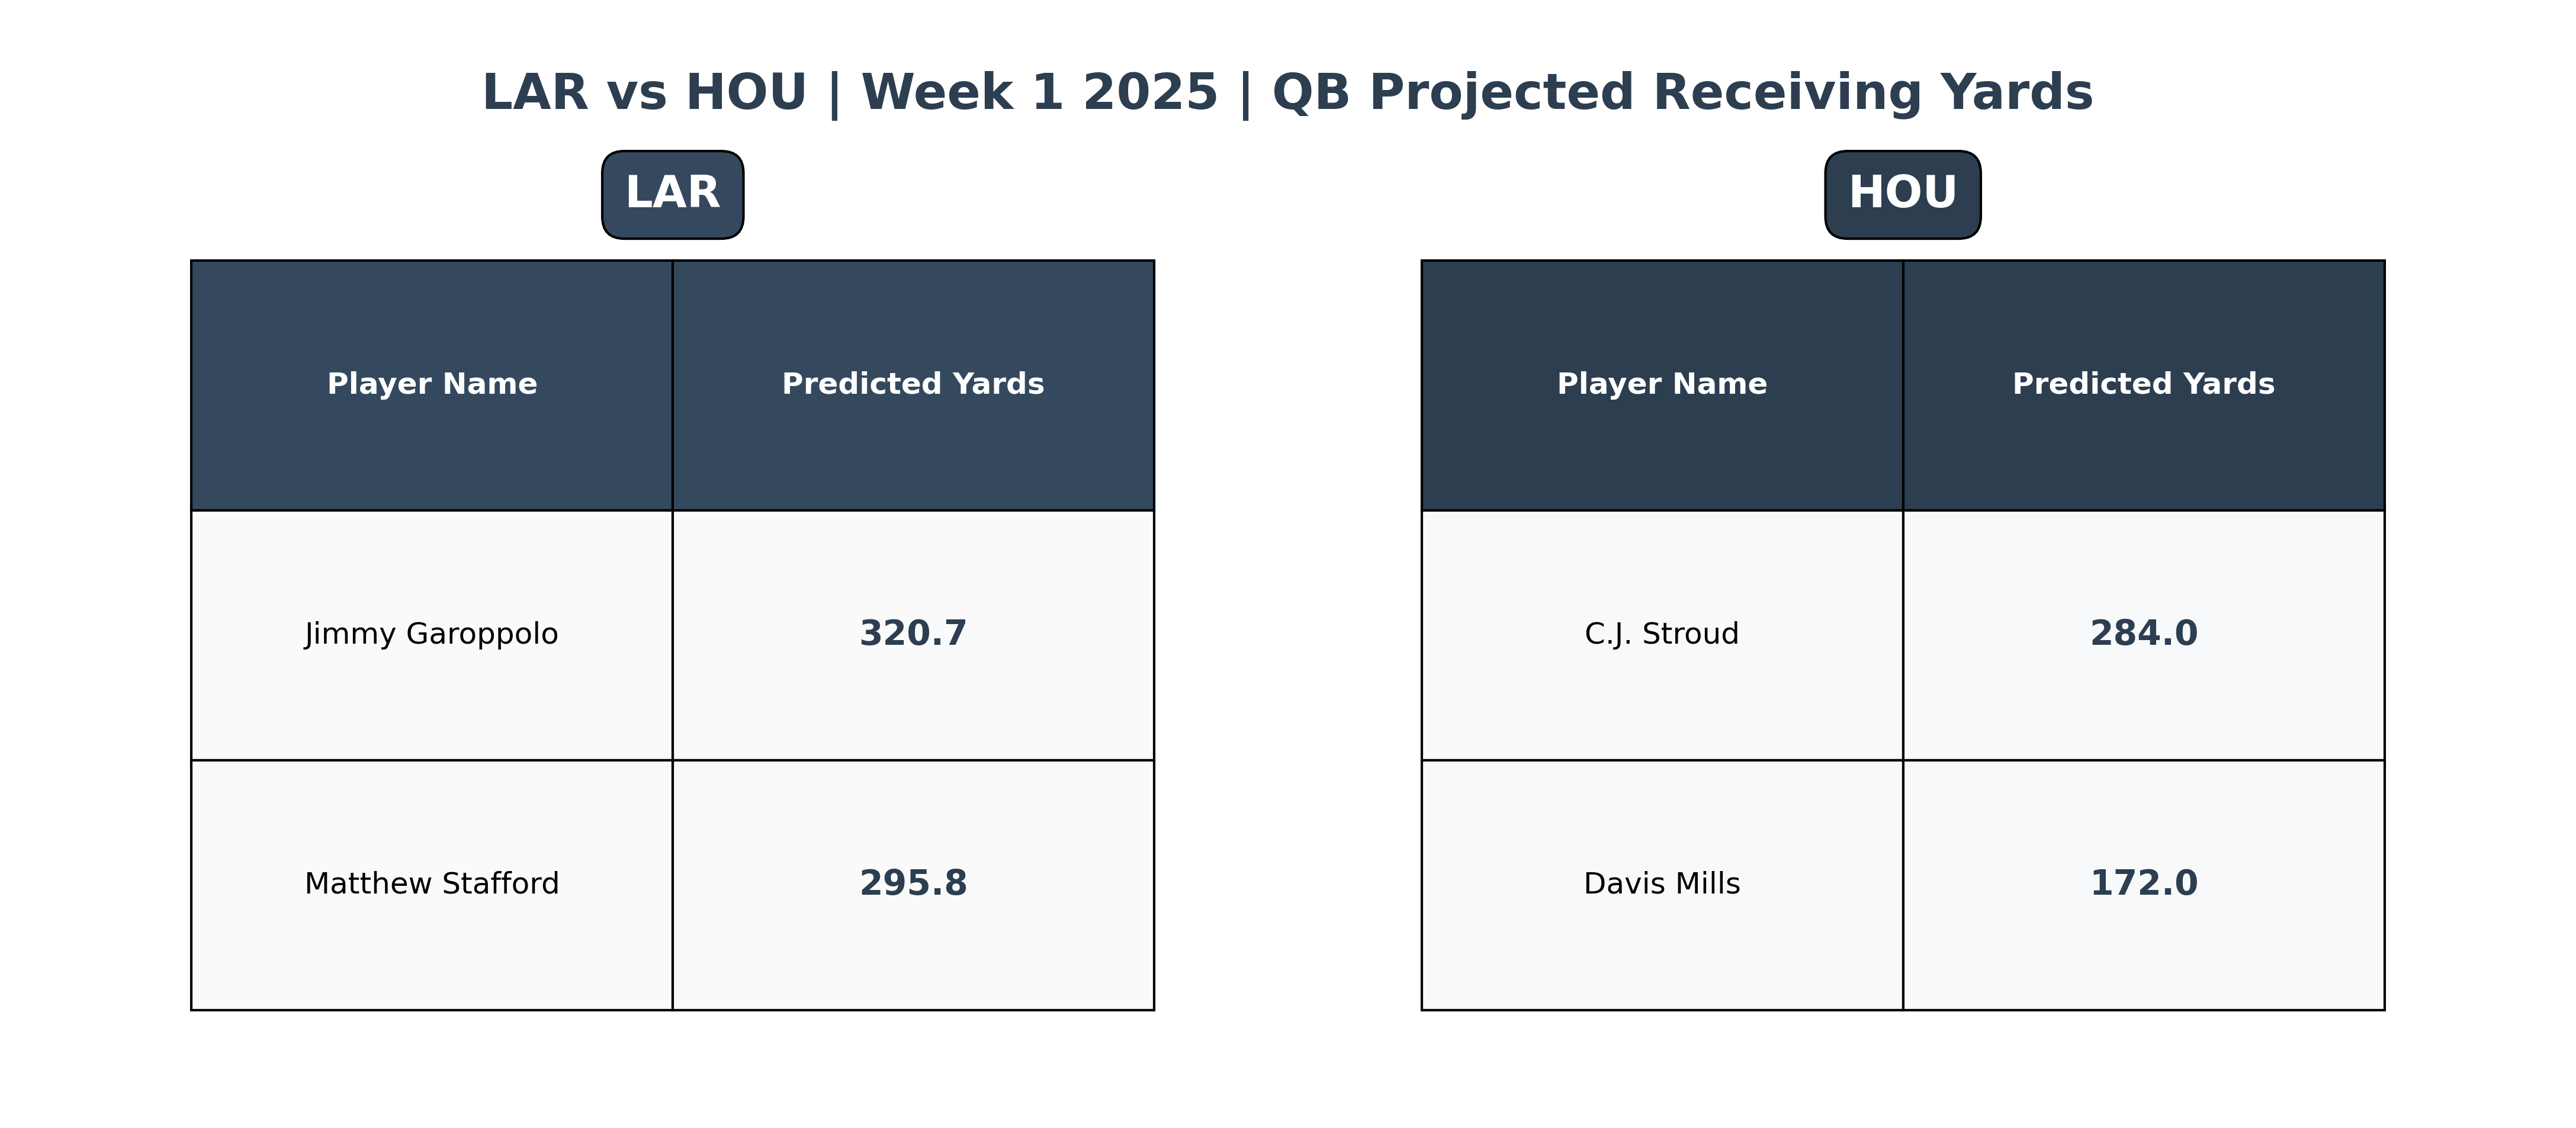 LAR vs HOU | Week 1 2025 | QB Projected Receiving Yards
LAR
Player Name Predicted Yards
Jimmy Garoppolo 320.7
Matthew Stafford 295.8
HOU
Player Name Predicted Yards
C.J. Stroud 284.0
Davis Mills 172.0